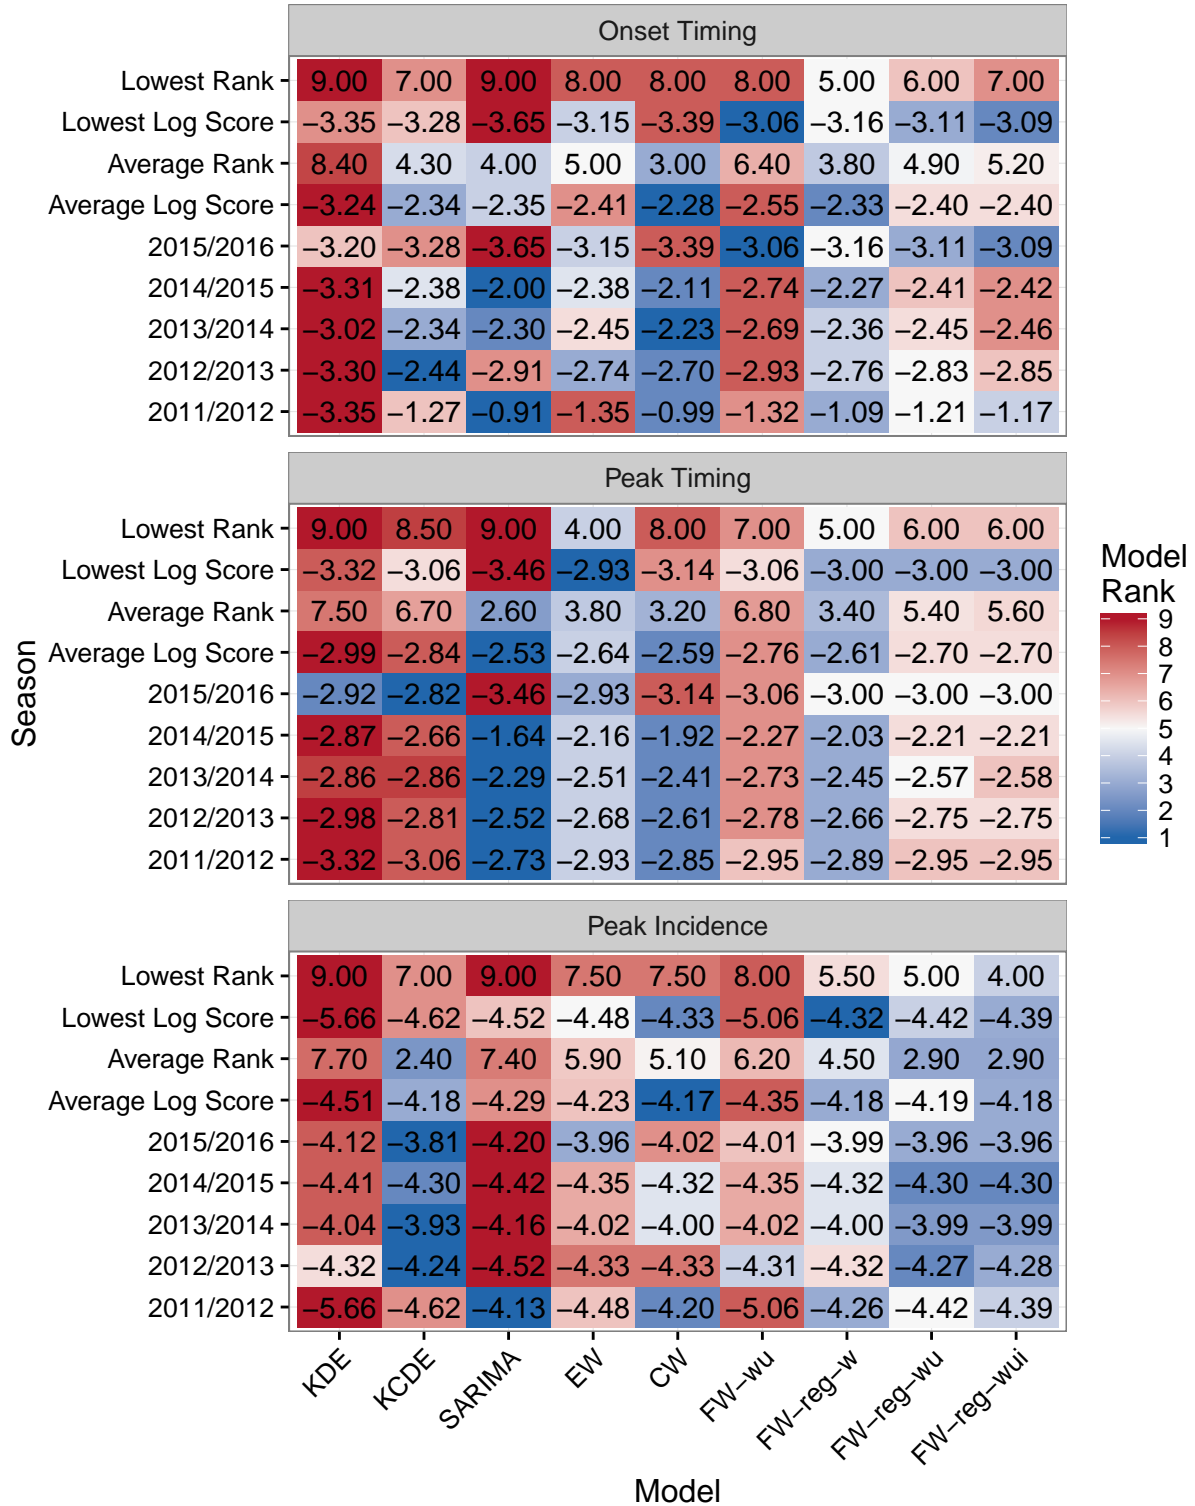 Onset Timing
Lowest Rank 9.00 7.00 9.00 8.00 8.00 8.00 5.00 6.00 7.00
Lowest Log Score −3.35 −3.28 −3.65 −3.15 −3.39 −3.06 −3.16 −3.11 −3.09
Average Rank 8.40 4.30 4.00 5.00 3.00 6.40 3.80 4.90 5.20
Average Log Score −3.24 −2.34 −2.35 −2.41 −2.28 −2.55 −2.33 −2.40 −2.40
2015/2016 −3.20 −3.28 −3.65 −3.15 −3.39 −3.06 −3.16 −3.11 −3.09
2014/2015 −3.31 −2.38 −2.00 −2.38 −2.11 −2.74 −2.27 −2.41 −2.42
2013/2014 −3.02 −2.34 −2.30 −2.45 −2.23 −2.69 −2.36 −2.45 −2.46
2012/2013 −3.30 −2.44 −2.91 −2.74 −2.70 −2.93 −2.76 −2.83 −2.85
2011/2012 −3.35 −1.27 −0.91 −1.35 −0.99 −1.32 −1.09 −1.21 −1.17
Peak Timing
Lowest Rank 9.00 8.50 9.00 4.00 8.00 7.00 5.00 6.00 6.00
Lowest Log Score −3.32 −3.06 −3.46 −2.93 −3.14 −3.06 −3.00 −3.00 −3.00
Average Rank 7.50 6.70 2.60 3.80 3.20 6.80 3.40 5.40 5.60
Average Log Score −2.99 −2.84 −2.53 −2.64 −2.59 −2.76 −2.61 −2.70 −2.70
2015/2016 −2.92 −2.82 −3.46 −2.93 −3.14 −3.06 −3.00 −3.00 −3.00
2014/2015 −2.87 −2.66 −1.64 −2.16 −1.92 −2.27 −2.03 −2.21 −2.21
2013/2014 −2.86 −2.86 −2.29 −2.51 −2.41 −2.73 −2.45 −2.57 −2.58
2012/2013 −2.98 −2.81 −2.52 −2.68 −2.61 −2.78 −2.66 −2.75 −2.75
2011/2012 −3.32 −3.06 −2.73 −2.93 −2.85 −2.95 −2.89 −2.95 −2.95
Peak Incidence
Lowest Rank 9.00 7.00 9.00 7.50 7.50 8.00 5.50 5.00 4.00
Lowest Log Score −5.66 −4.62 −4.52 −4.48 −4.33 −5.06 −4.32 −4.42 −4.39
Average Rank 7.70 2.40 7.40 5.90 5.10 6.20 4.50 2.90 2.90
Average Log Score −4.51 −4.18 −4.29 −4.23 −4.17 −4.35 −4.18 −4.19 −4.18
2015/2016 −4.12 −3.81 −4.20 −3.96 −4.02 −4.01 −3.99 −3.96 −3.96
2014/2015 −4.41 −4.30 −4.42 −4.35 −4.32 −4.35 −4.32 −4.30 −4.30
2013/2014 −4.04 −3.93 −4.16 −4.02 −4.00 −4.02 −4.00 −3.99 −3.99
2012/2013 −4.32 −4.24 −4.52 −4.33 −4.33 −4.31 −4.32 −4.27 −4.28
2011/2012 −5.66 −4.62 −4.13 −4.48 −4.20 −5.06 −4.26 −4.42 −4.39
KDE KCDE SARIMA EW CW FW−wu FW−reg−w FW−reg−wu FW−reg−wui
Model
Season
Model
Rank
9
8
7
6
5
4
3
2
1